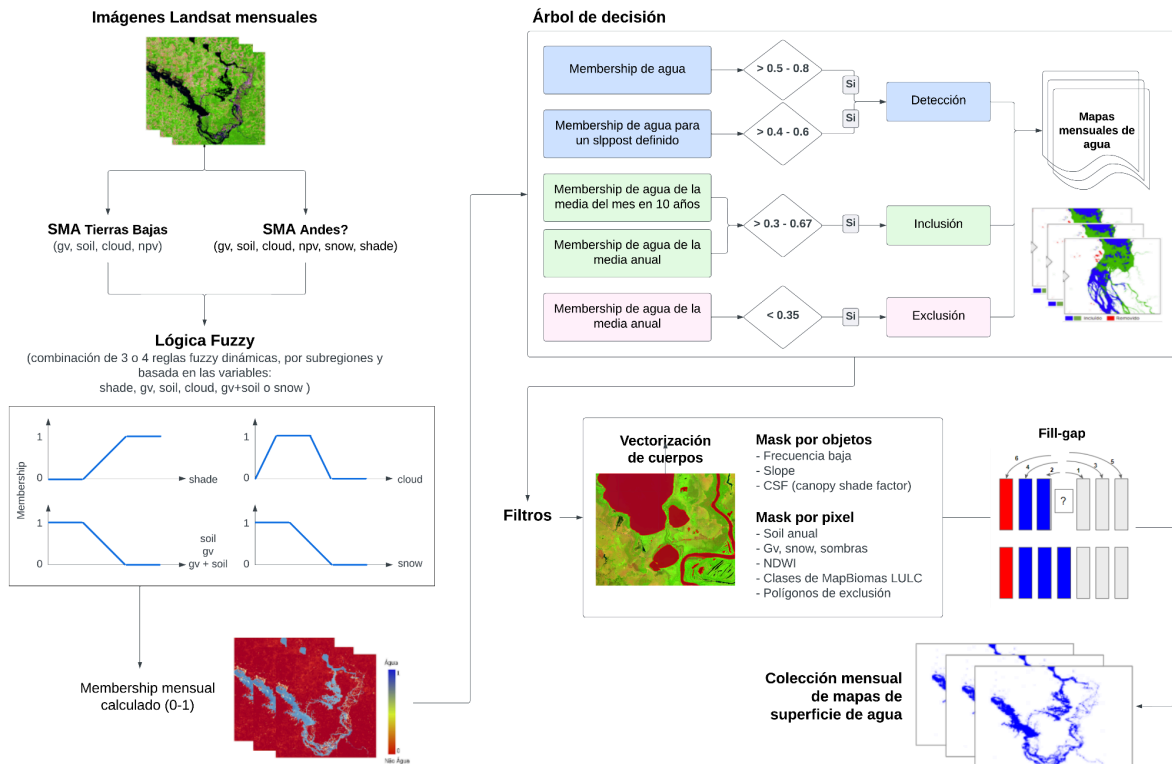 Imágenes Landsat mensuales
SMA Tierras Bajas
(gv, soil, cloud, npv)
SMA Andes?
(gv, soil, cloud, npv, snow, shade)
Lógica Fuzzy
(combinación de 3 o 4 reglas fuzzy dinámicas, por subregiones y
basada en las variables:
shade, gv, soil, cloud, gv+soil o snow )
Membership
1
0
shade
1
0
cloud
1
0
soil
gv
gv + soil
1
0
snow
Membership mensual
calculado (0-1)
Água
1
0
Não Água
Árbol de decisión
Membership de agua
> 0.5 - 0.8
Si
Membership de agua para
un slppost definido
> 0.4 - 0.6
Si
Detección
Membership de agua de la
media del mes en 10 años
Membership de agua de la
media anual
> 0.3 - 0.67
Si
Inclusión
Membership de agua de la
media anual
< 0.35
Si
Exclusión
Mapas
mensuales de
agua
Inclusión
Removido
Filtros
Vectorización
de cuerpos
Mask por objetos
- Frecuencia baja
- Slope
- CSF (canopy shade factor)
Mask por pixel
- Soil anual
- Gv, snow, sombras
- NDWI
- Clases de MapBiomas LULC
- Polígonos de exclusión
Fill-gap
6
4
2
1
3
5
?
Colección mensual
de mapas de
superficie de agua